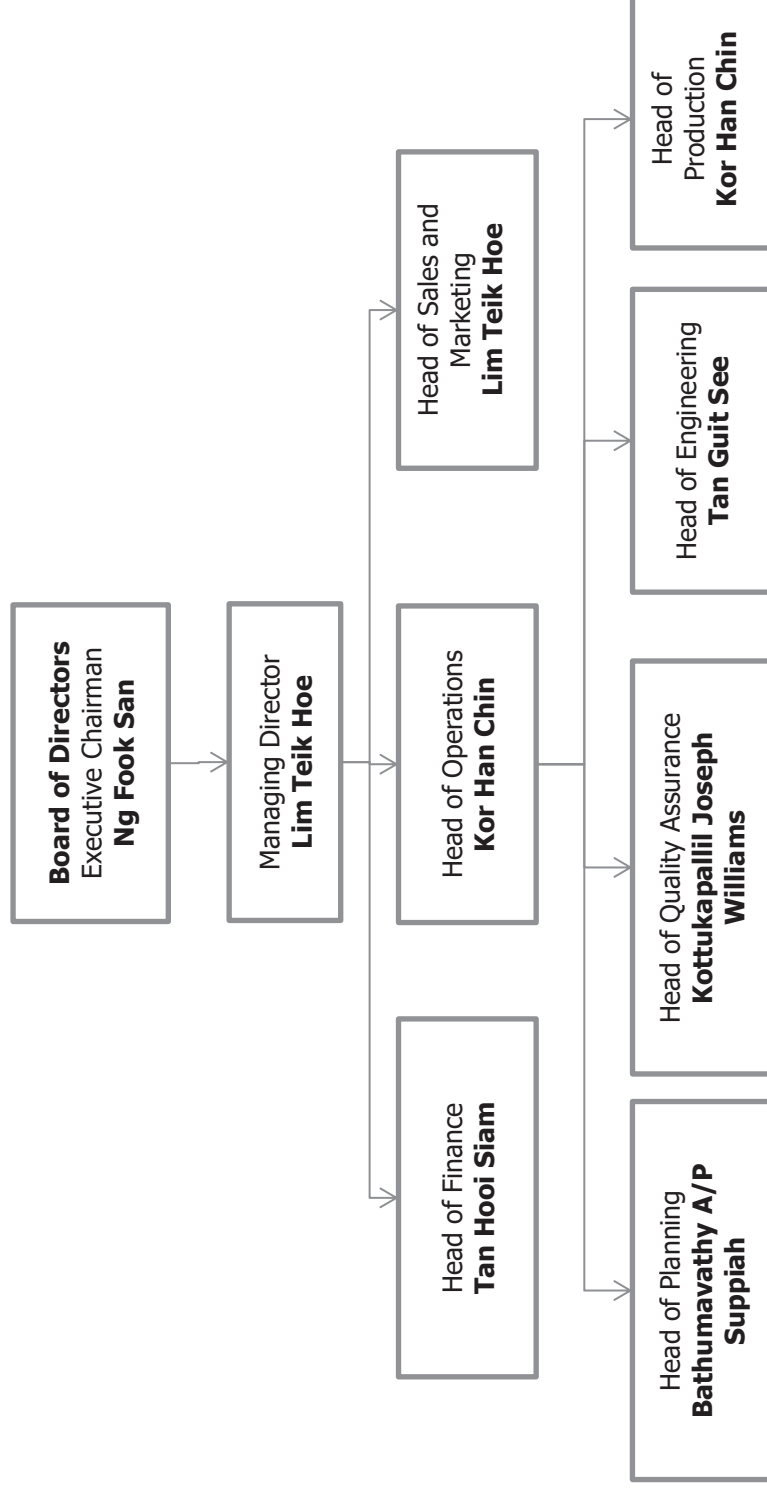 Board of Directors
Executive Chairman
Ng Fook San
Managing Director
Lim Teik Hoe
Head of Finance
Tan Hooi Siam
Head of Operations
Kor Han Chin
Head of Sales and
Marketing
Lim Teik Hoe
Head of Planning
Bathumavathy A/P
Suppiah
Head of Quality Assurance
Kottukapallil Joseph
Williams
Head of Engineering
Tan Guit See
Head of
Production
Kor Han Chin